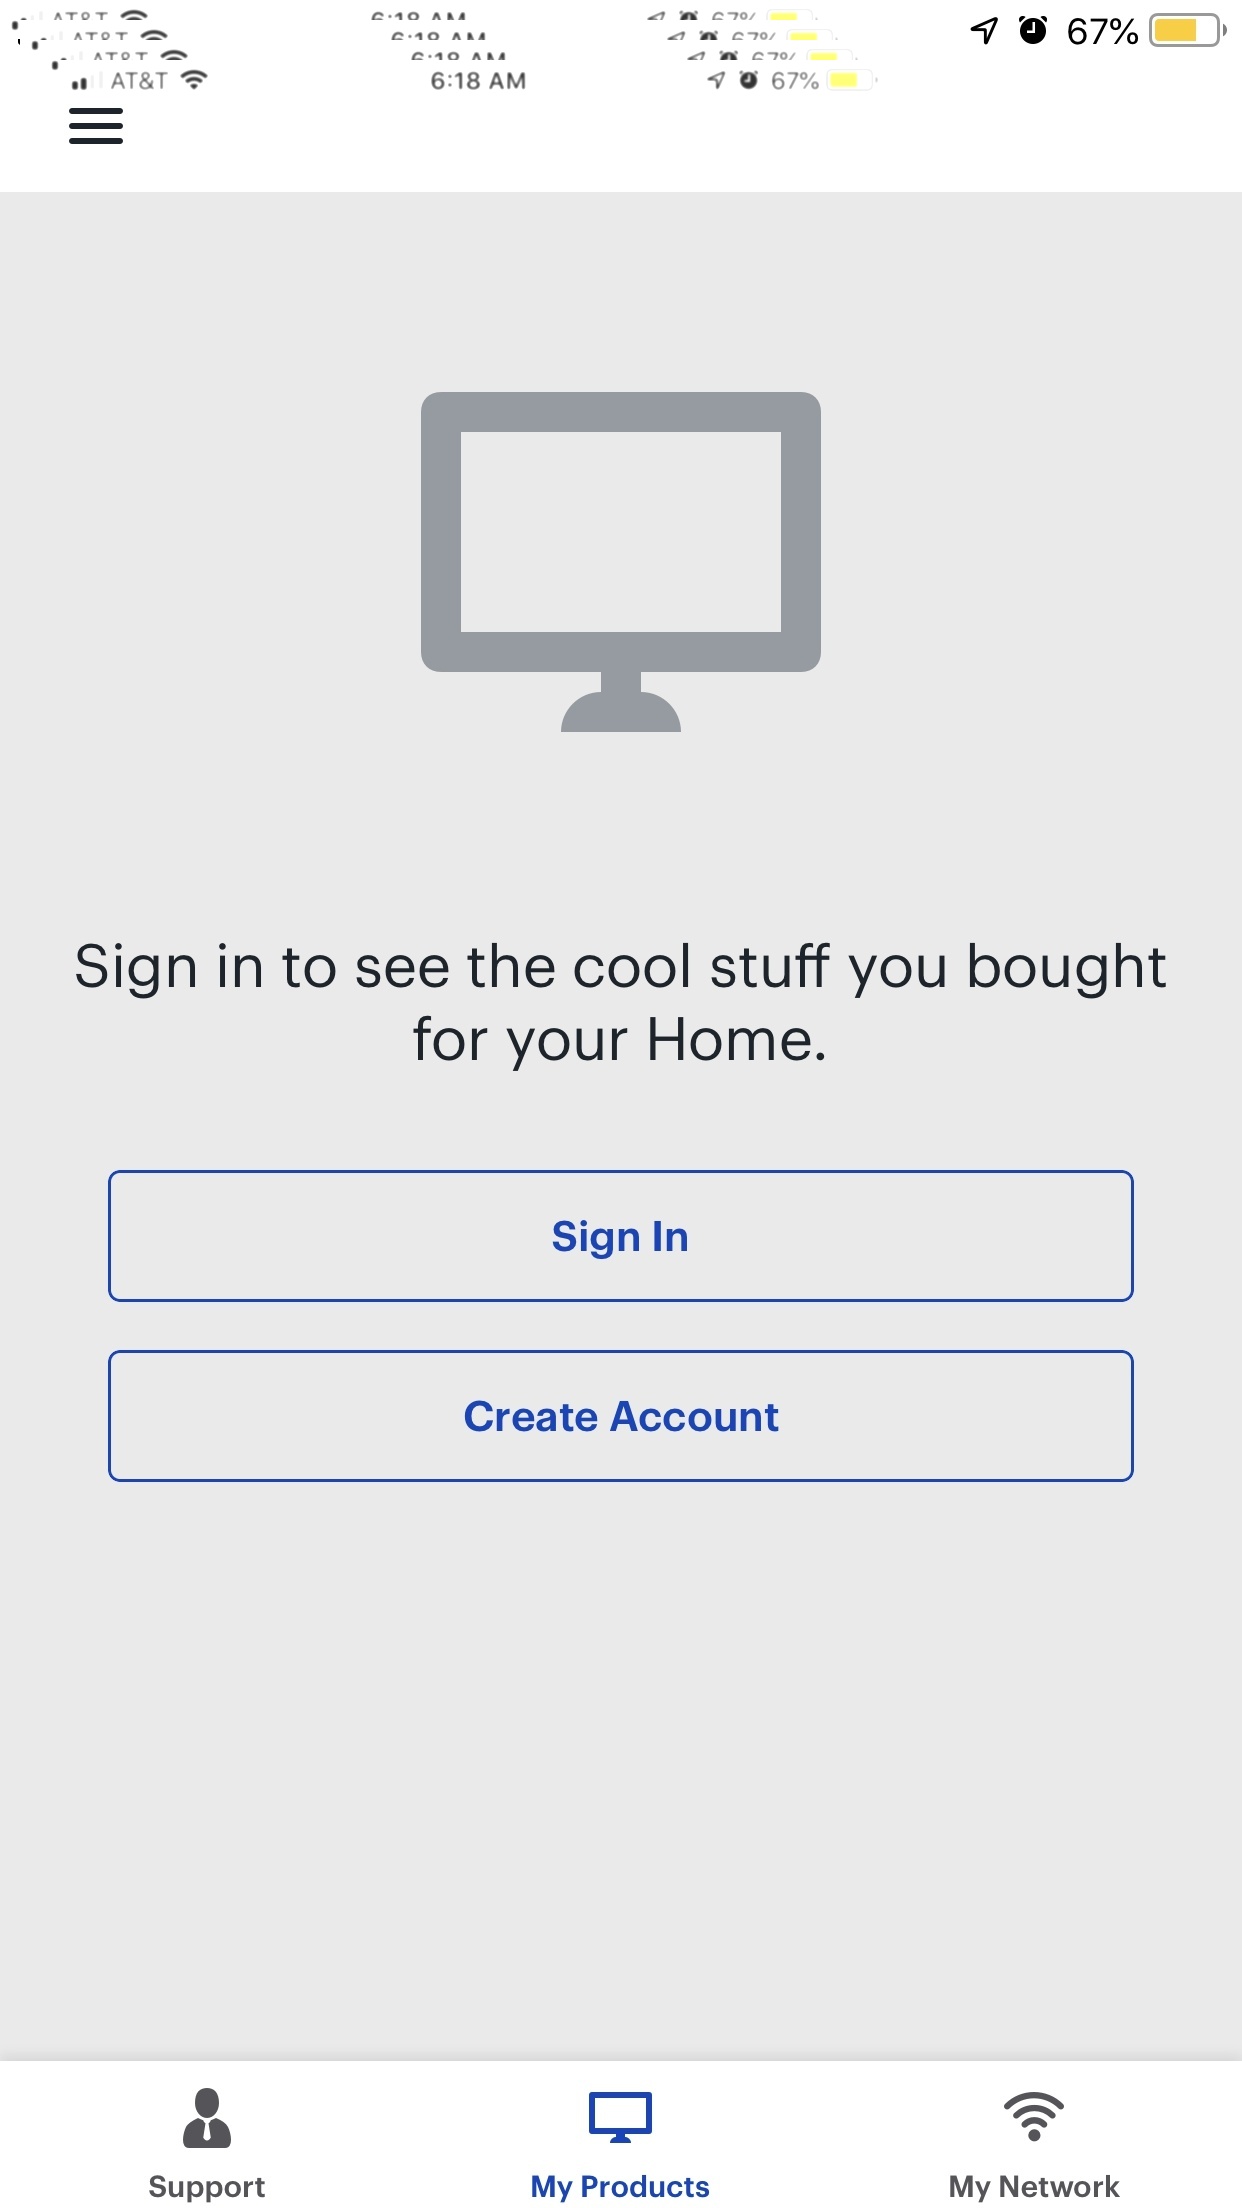 67%
AT&T 6:18 AM 67%
AT&T 6:18 AM 67%
AT&T 6:18 AM 67%
AT&T 6:18 AM 67%
Sign in to see the cool stuff you bought
for your Home.
Sign In
Create Account
Support My Products My Network